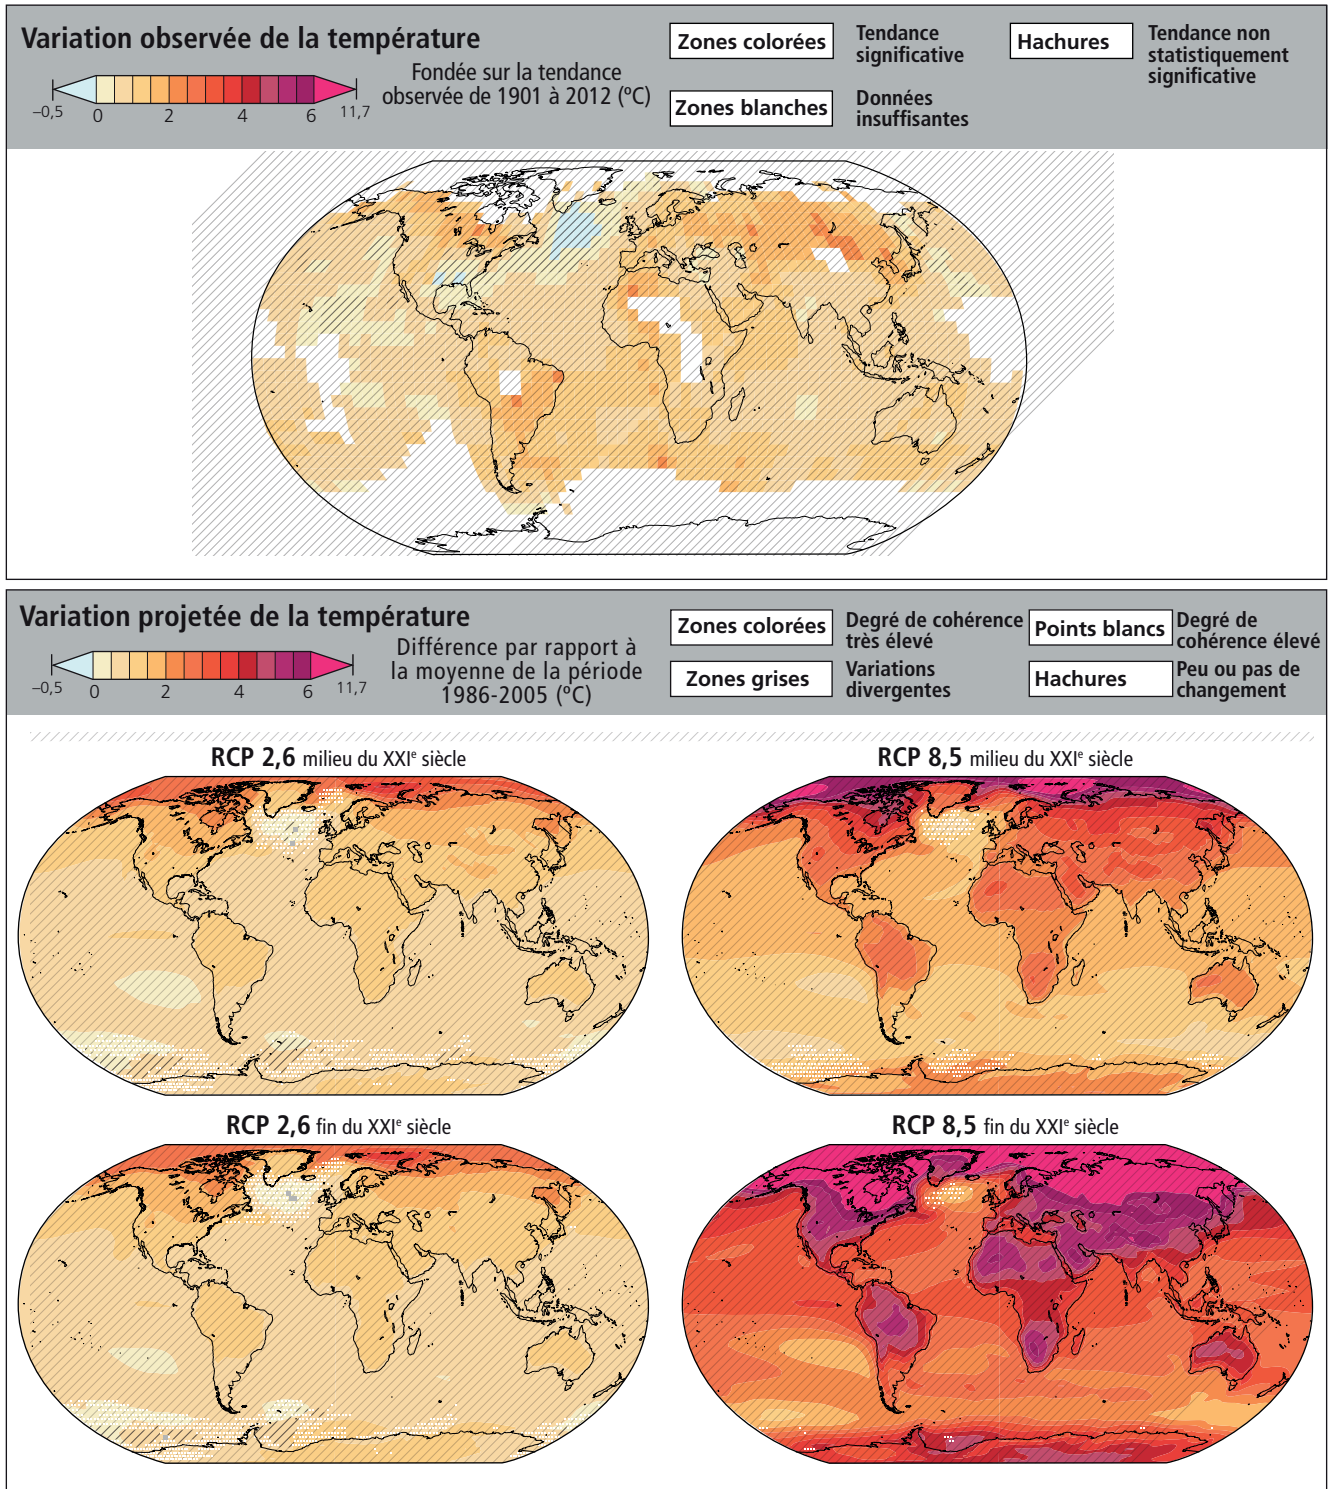 Variation observée de la température
Fondée sur la tendance
observée de 1901 à 2012 (ºC)
–0,5 0 2 4 6 11,7
Zones colorées
Tendance
significative
Hachures
Tendance non
statistiquement
significative
Zones blanches
Données
insuffisantes
Variation projetée de la température
Différence par rapport à
la moyenne de la période
1986-2005 (ºC)
–0,5 0 2 4 6 11,7
Zones colorées
Degré de cohérence
très élevé
Points blancs
Degré de
cohérence élevé
Zones grises
Variations
divergentes
Hachures
Peu ou pas de
changement
RCP 2,6 milieu du XXIe siècle
RCP 8,5 milieu du XXIe siècle
RCP 2,6 fin du XXIe siècle
RCP 8,5 fin du XXIe siècle